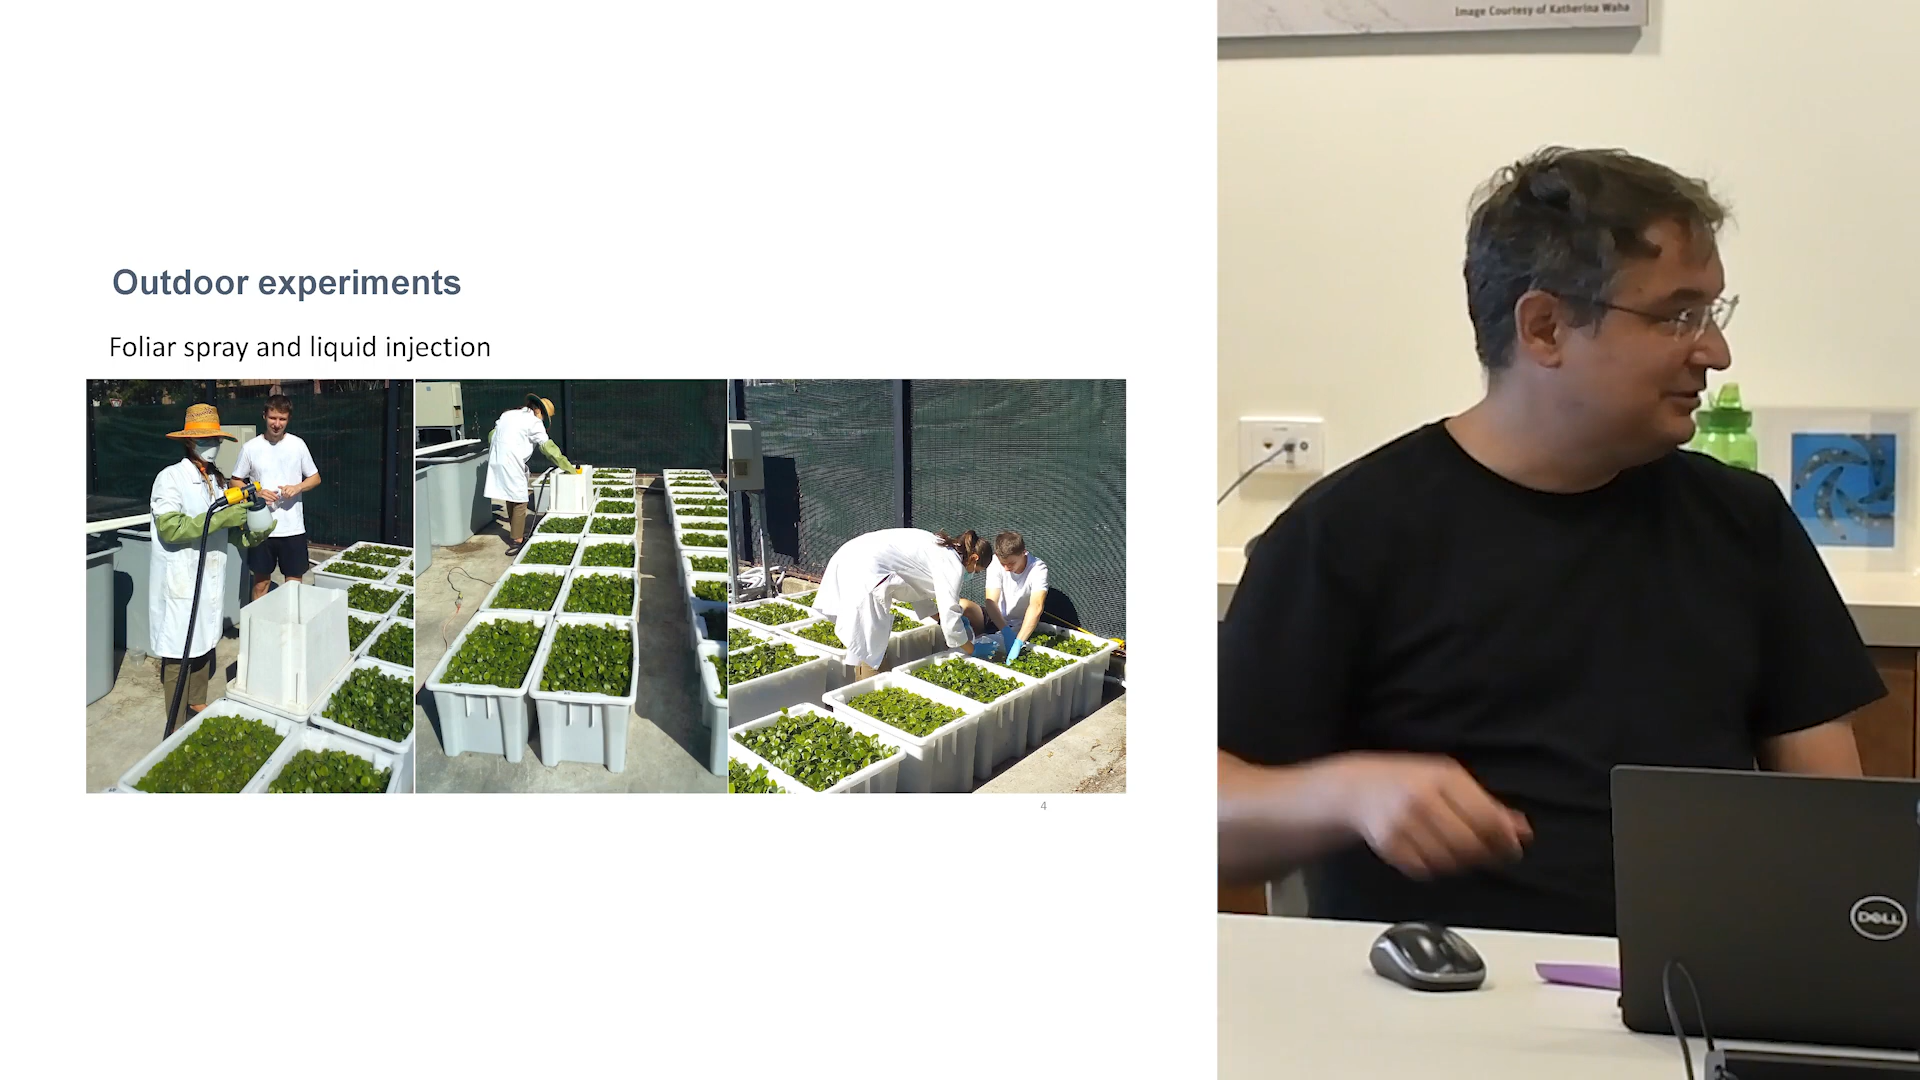 Outdoor experiments
Foliar spray and liquid injection
4
Image Courtesy of Katherina Waha
DELL